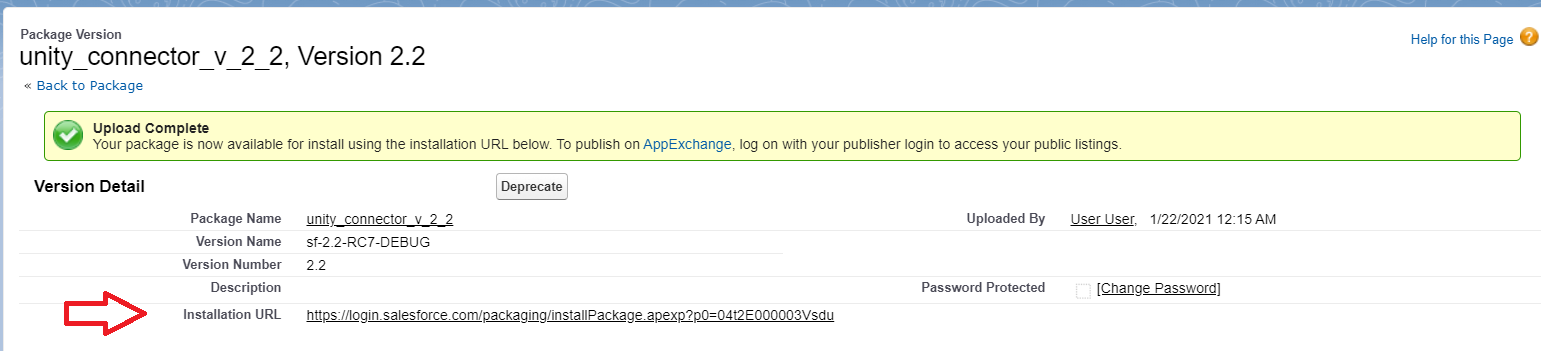 Package Version
unity_connector_v_2_2, Version 2.2
Help for this Page ?
« Back to Package
Upload Complete
Your package is now available for install using the installation URL below. To publish on AppExchange, log on with your publisher login to access your public listings.
Version Detail
Deprecate
Package Name unity_connector_v_2_2 Uploaded By User User, 1/22/2021 12:15 AM
Version Name sf-2.2-RC7-DEBUG
Version Number 2.2
Description Password Protected [Change Password]
Installation URL https://login.salesforce.com/packaging/installPackage.apexp?p0=04t2E000003Vsdu